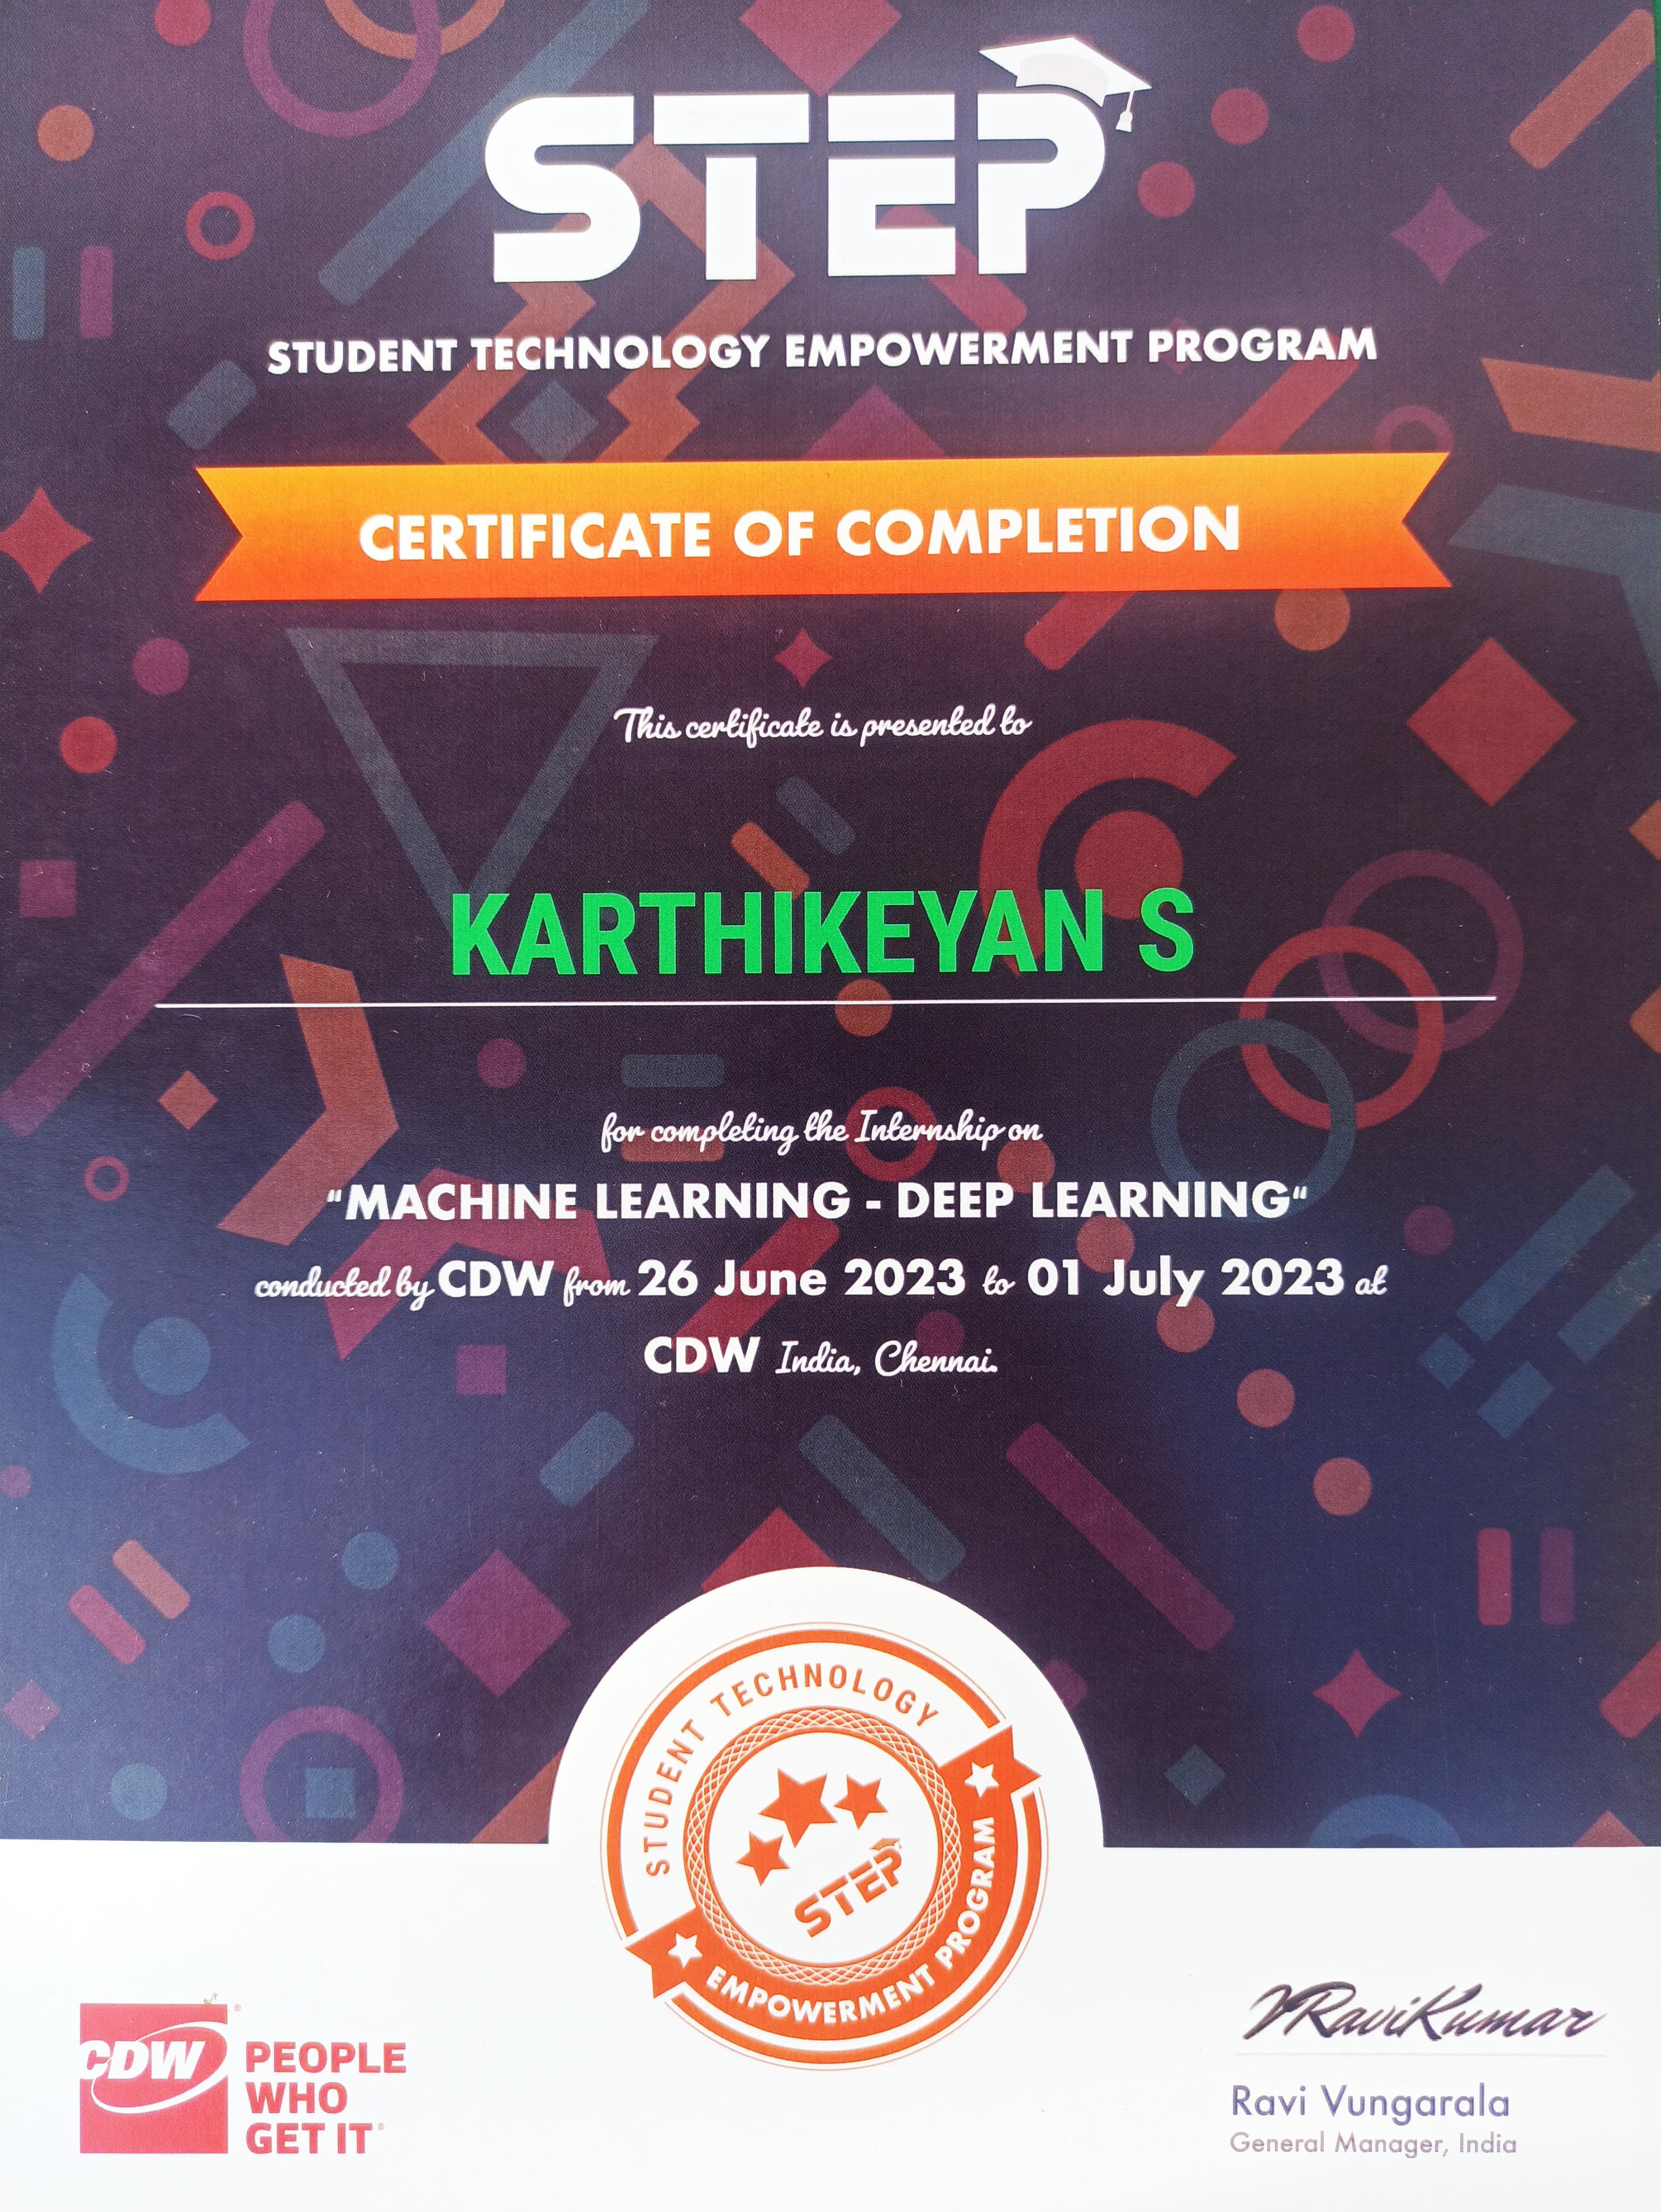 STEP
STUDENT TECHNOLOGY EMPOWERMENT PROGRAM
CERTIFICATE OF COMPLETION
This certificate is presented to
KARTHIKEYAN S
for completing the Internship on
“MACHINE LEARNING - DEEP LEARNING“
conducted by CDW from 26 June 2023 to 01 July 2023 at
CDW India, Chennai.
STUDENT TECHNOLOGY
STEP
EMPOWERMENT PROGRAM
CDW®
PEOPLE
WHO
GET IT®
VRaviKumar
Ravi Vungarala
General Manager, India